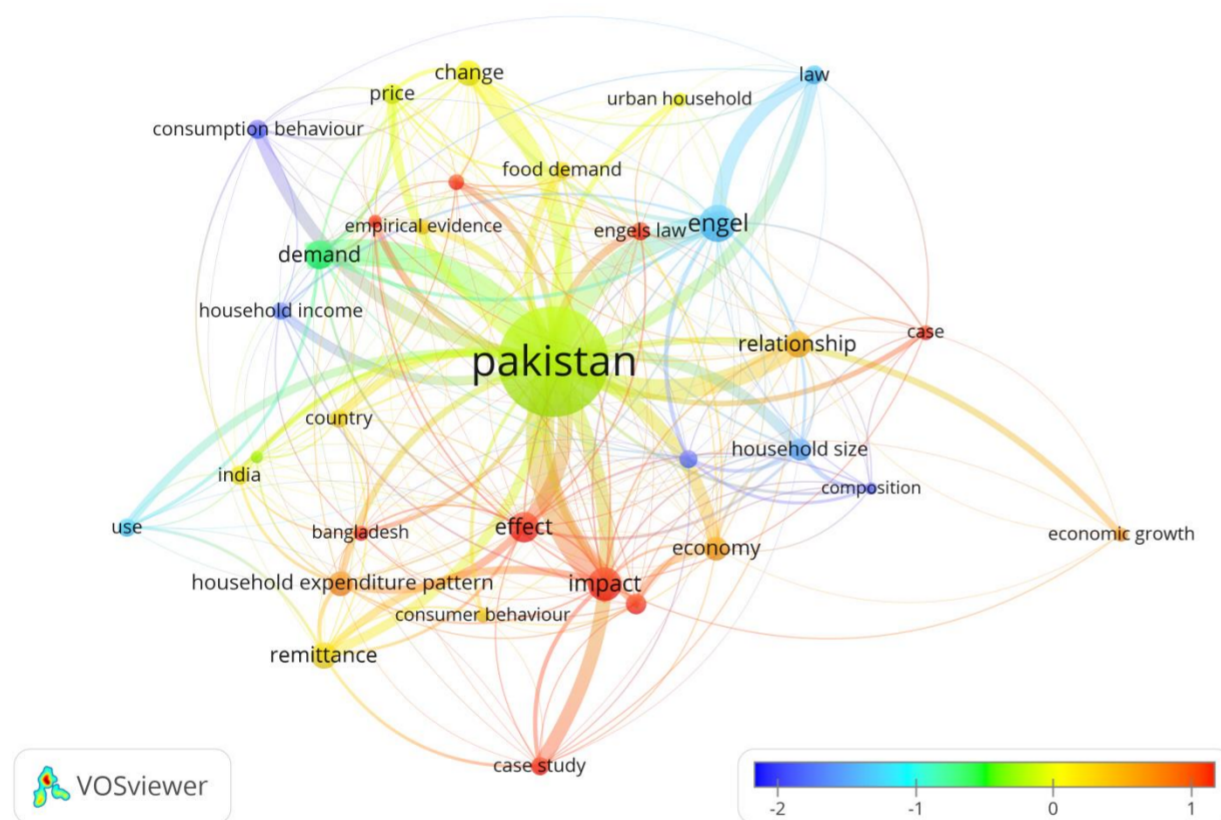 change
law
price
urban household
consumption behaviour
food demand
empirical evidence
engels law
engel
demand
household income
case
relationship
pakistan
country
household size
india
composition
use
effect
bangladesh
economic growth
economy
household expenditure pattern
impact
consumer behaviour
remittance
case study
VOSviewer
-2
-1
0
1